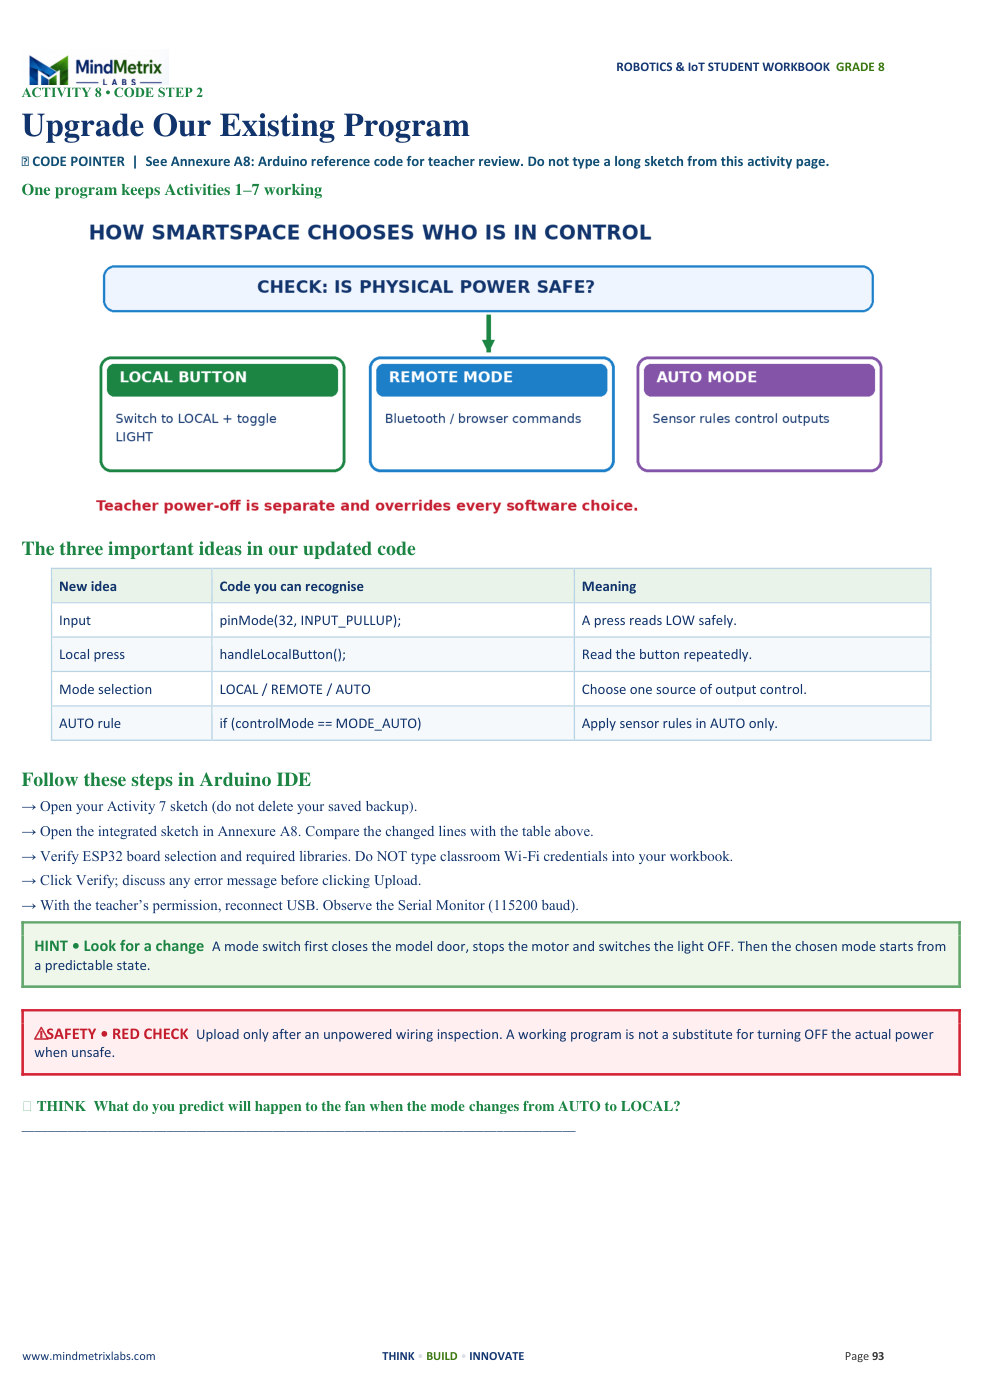 MindMetrix
LABS
ROBOTICS & IoT STUDENT WORKBOOK GRADE 8
ACTIVITY 8 • CODE STEP 2
Upgrade Our Existing Program
CODE POINTER | See Annexure A8: Arduino reference code for teacher review. Do not type a long sketch from this activity page.
One program keeps Activities 1–7 working
HOW SMARTSPACE CHOOSES WHO IS IN CONTROL
CHECK: IS PHYSICAL POWER SAFE?
LOCAL BUTTON
Switch to LOCAL + toggle
LIGHT
REMOTE MODE
Bluetooth / browser commands
AUTO MODE
Sensor rules control outputs
Teacher power-off is separate and overrides every software choice.
The three important ideas in our updated code
New idea Code you can recognise Meaning
Input pinMode(32, INPUT_PULLUP); A press reads LOW safely.
Local press handleLocalButton(); Read the button repeatedly.
Mode selection LOCAL / REMOTE / AUTO Choose one source of output control.
AUTO rule if (controlMode == MODE_AUTO) Apply sensor rules in AUTO only.
Follow these steps in Arduino IDE
→ Open your Activity 7 sketch (do not delete your saved backup).
→ Open the integrated sketch in Annexure A8. Compare the changed lines with the table above.
→ Verify ESP32 board selection and required libraries. Do NOT type classroom Wi-Fi credentials into your workbook.
→ Click Verify; discuss any error message before clicking Upload.
→ With the teacher’s permission, reconnect USB. Observe the Serial Monitor (115200 baud).
HINT • Look for a change A mode switch first closes the model door, stops the motor and switches the light OFF. Then the chosen mode starts from
a predictable state.
⚠SAFETY • RED CHECK Upload only after an unpowered wiring inspection. A working program is not a substitute for turning OFF the actual power
when unsafe.
THINK What do you predict will happen to the fan when the mode changes from AUTO to LOCAL?
www.mindmetrixlabs.com
THINK • BUILD • INNOVATE
Page 93